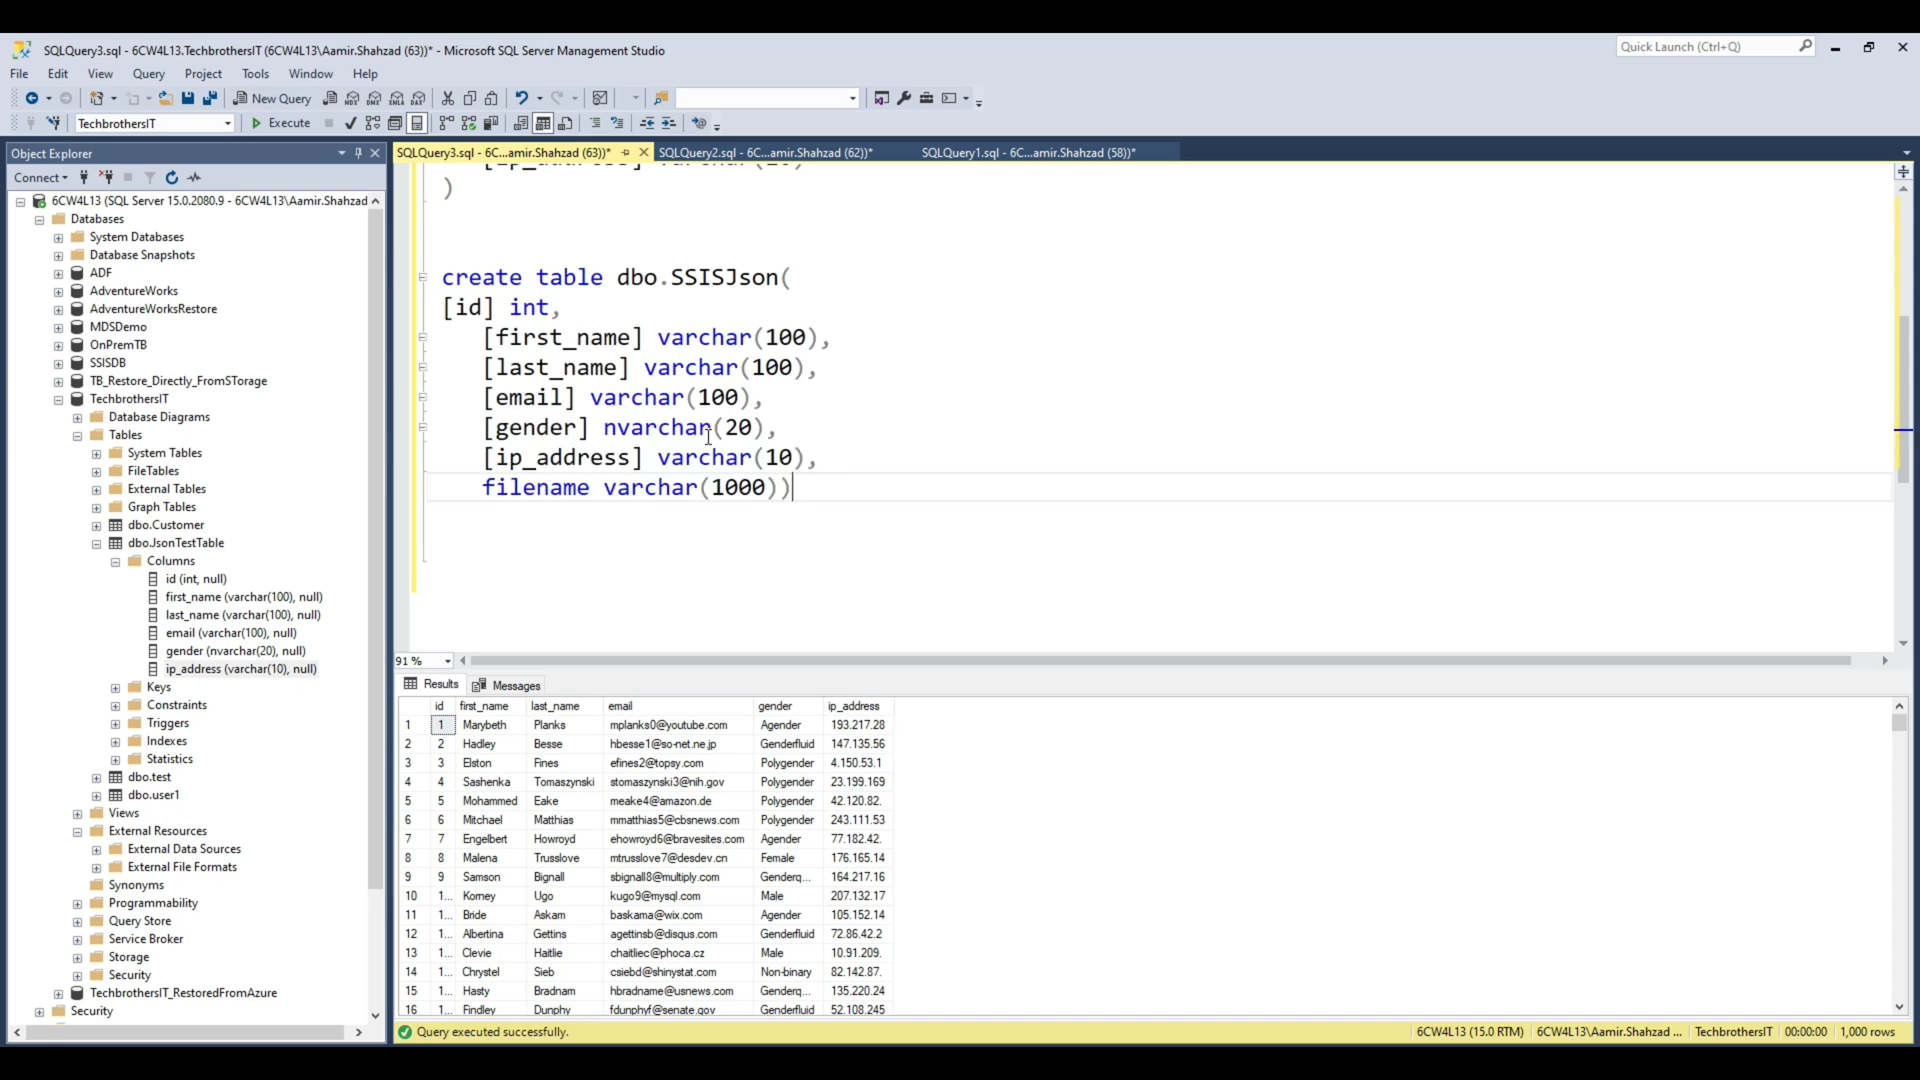 SQLQuery3.sql - 6CW4L13.TechbrothersIT (6CW4L13\Aamir.Shahzad (63))* - Microsoft SQL Server Management Studio
Quick Launch (Ctrl+Q)
File Edit View Query Project Tools Window Help
New Query
TechbrothersIT Execute
Object Explorer
SQLQuery3.sql - 6C...amir.Shahzad (63))* SQLQuery2.sql - 6C...amir.Shahzad (62))* SQLQuery1.sql - 6C...amir.Shahzad (58))*
Connect
6CW4L13 (SQL Server 15.0.2080.9 - 6CW4L13\Aamir.Shahzad
Databases
System Databases
Database Snapshots
ADF
AdventureWorks
AdventureWorksRestore
MDSDemo
OnPremTB
SSISDB
TB_Restore_Directly_FromSTorage
TechbrothersIT
Database Diagrams
Tables
System Tables
FileTables
External Tables
Graph Tables
dbo.Customer
dbo.JsonTestTable
Columns
id (int, null)
first_name (varchar(100), null)
last_name (varchar(100), null)
email (varchar(100), null)
gender (nvarchar(20), null)
ip_address (varchar(10), null)
Keys
Constraints
Triggers
Indexes
Statistics
dbo.test
dbo.user1
Views
External Resources
External Data Sources
External File Formats
Synonyms
Programmability
Query Store
Service Broker
Storage
Security
TechbrothersIT_RestoredFromAzure
Security
)
create table dbo.SSISJson(
[id] int,
[first_name] varchar(100),
[last_name] varchar(100),
[email] varchar(100),
[gender] nvarchar(20),
[ip_address] varchar(10),
filename varchar(1000))
91 %
Results Messages
id first_name last_name email gender ip_address
1 1 Marybeth Planks mplanks0@youtube.com Agender 193.217.28
2 2 Hadley Besse hbesse1@so-net.ne.jp Genderfluid 147.135.56
3 3 Elston Fines efines2@topsy.com Polygender 4.150.53.1
4 4 Sashenka Tomaszynski stomaszynski3@nih.gov Polygender 23.199.169
5 5 Mohammed Eake meake4@amazon.de Polygender 42.120.82.
6 6 Mitchael Matthias mmatthias5@cbsnews.com Polygender 243.111.53
7 7 Engelbert Howroyd ehowroyd6@bravesites.com Agender 77.182.42.
8 8 Malena Trusslove mtrusslove7@desdev.cn Female 176.165.14
9 9 Samson Bignall sbignall8@multiply.com Genderq... 164.217.16
10 1... Korney Ugo kugo9@mysql.com Male 207.132.17
11 1... Bride Askam baskama@wix.com Agender 105.152.14
12 1... Albertina Gettins agettinsb@disqus.com Genderfluid 72.86.42.2
13 1... Clevie Haitlie chaitliec@phoca.cz Male 10.91.209.
14 1... Chrystel Sieb csiebd@shinystat.com Non-binary 82.142.87.
15 1... Hasty Bradnam hbradname@usnews.com Genderq... 135.220.24
16 1... Findley Dunphy fdunphyf@senate.gov Genderfluid 52.108.245
Query executed successfully.
6CW4L13 (15.0 RTM) 6CW4L13\Aamir.Shahzad ... TechbrothersIT 00:00:00 1,000 rows